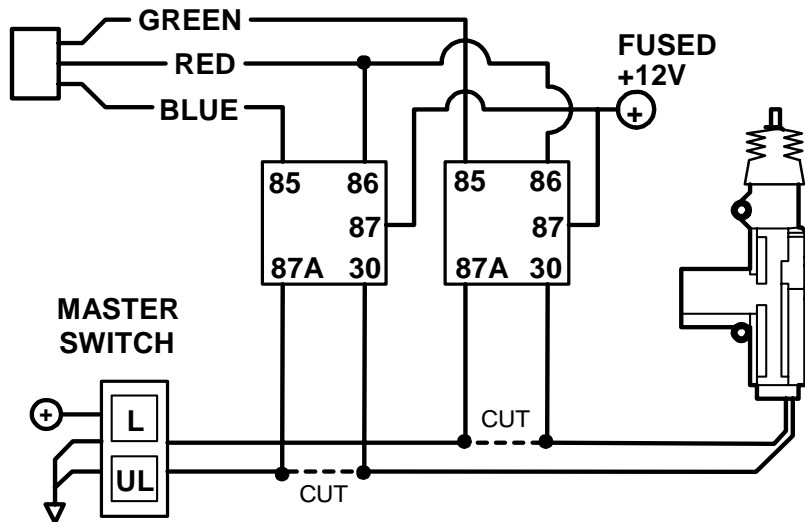 GREEN
RED
BLUE
FUSED
+12V
+
85 86
87
87A 30
85 86
87
87A 30
MASTER
SWITCH
+
L
UL
CUT
CUT